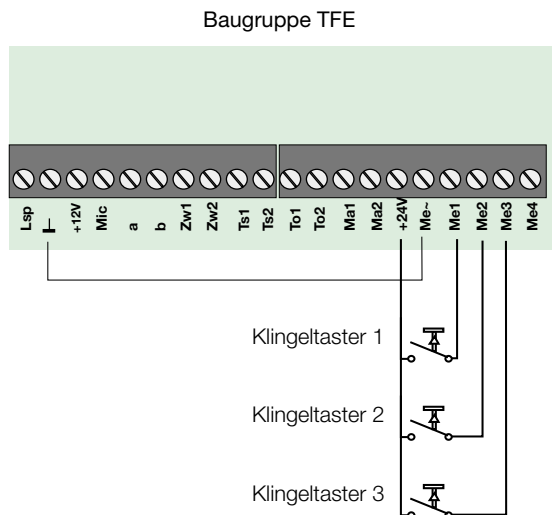 Baugruppe TFE
Lsp
+12V
Mic
a
b
Zw1
Zw2
Ts1
Ts2
To1
To2
Ma1
Ma2
+24V
Me~
Me1
Me2
Me3
Me4
Klingeltaster 1
Klingeltaster 2
Klingeltaster 3